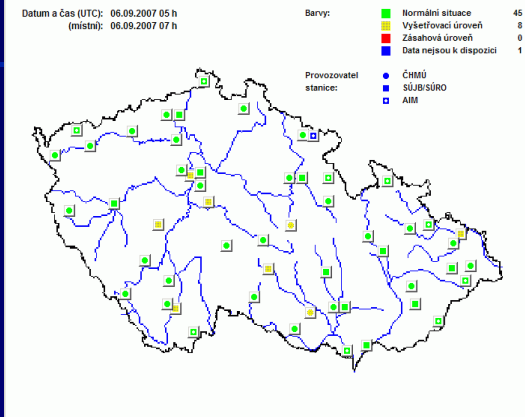 Datum a čas (UTC): 06.09.2007 05 h
(místní): 06.09.2007 07 h
Barvy:
Normální situace 45
Vyšetřovací úroveň 8
Zásahová úroveň 0
Data nejsou k dispozici 1
Provozovatel stanice:
ČHMÚ
SÚJB/SÚRO
AIM